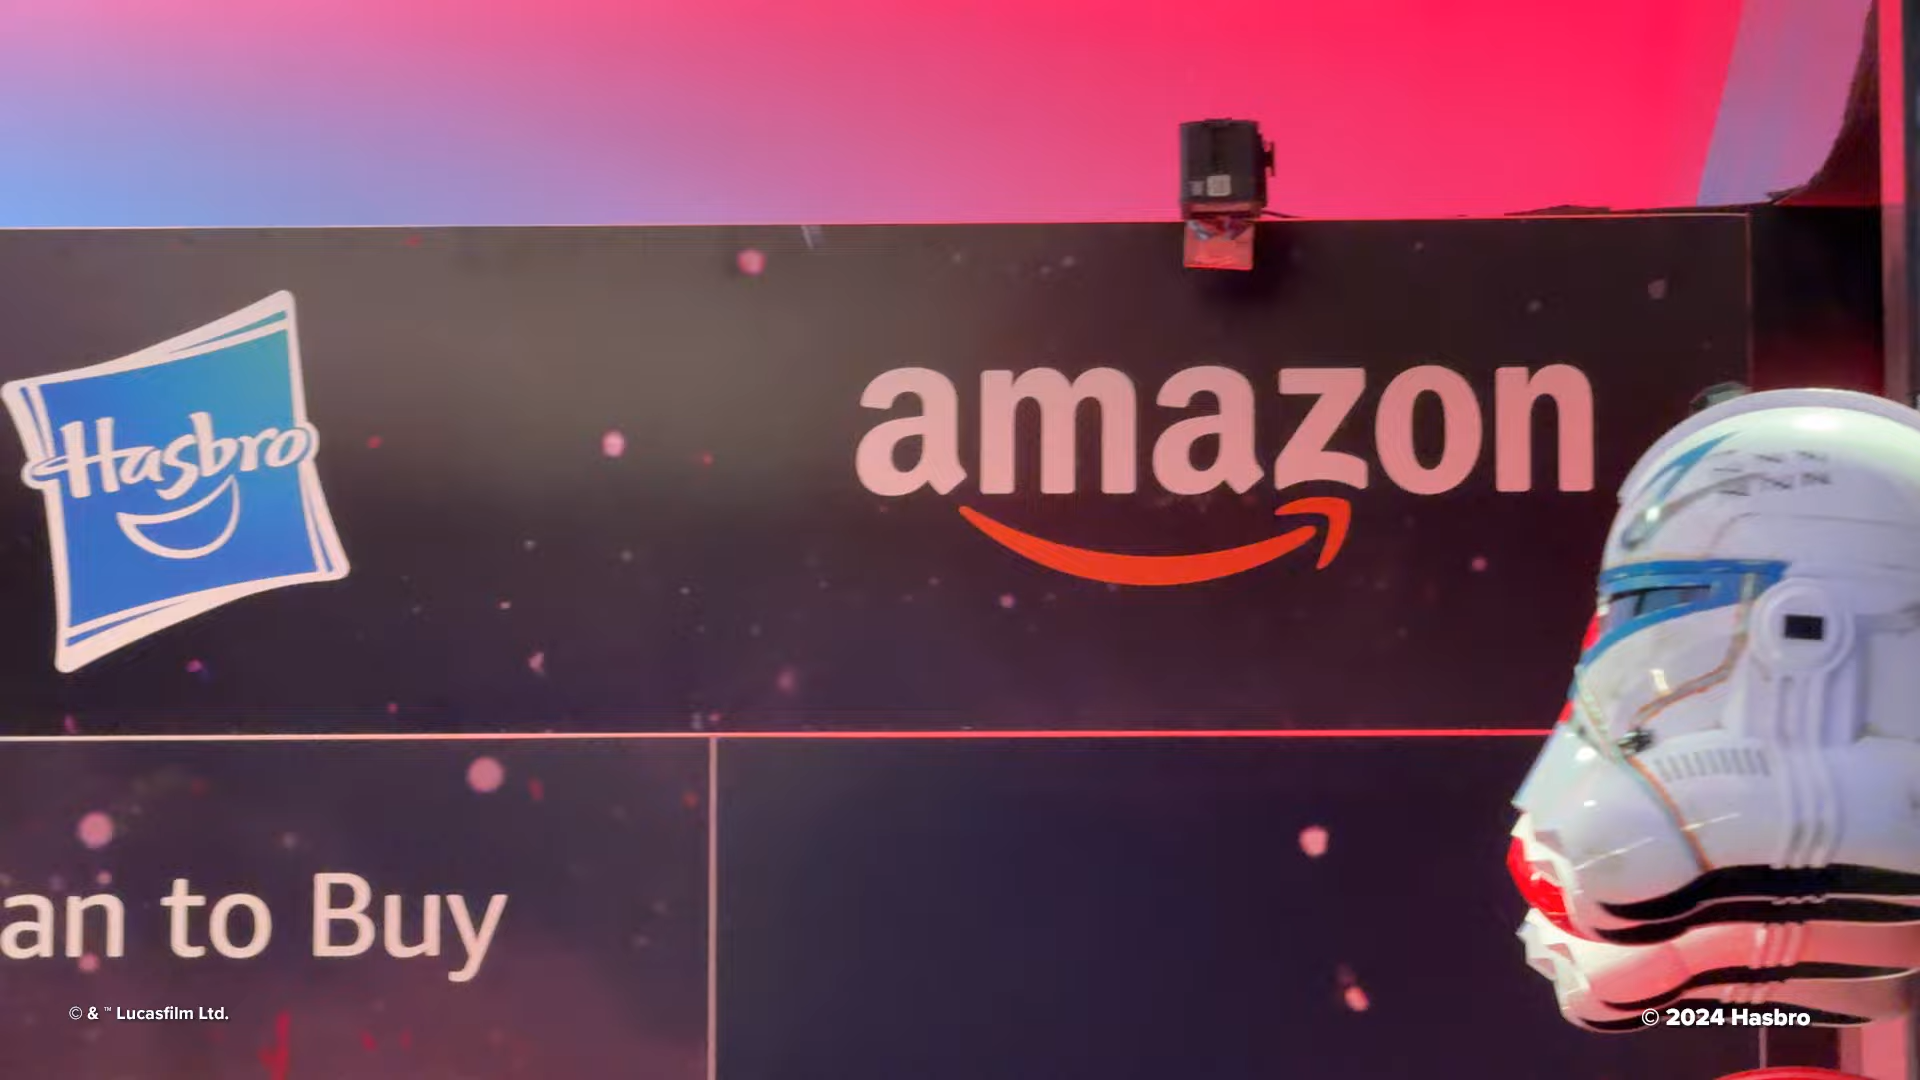 Hasbro
amazon
an to Buy
© & ™ Lucasfilm Ltd.
© 2024 Hasbro